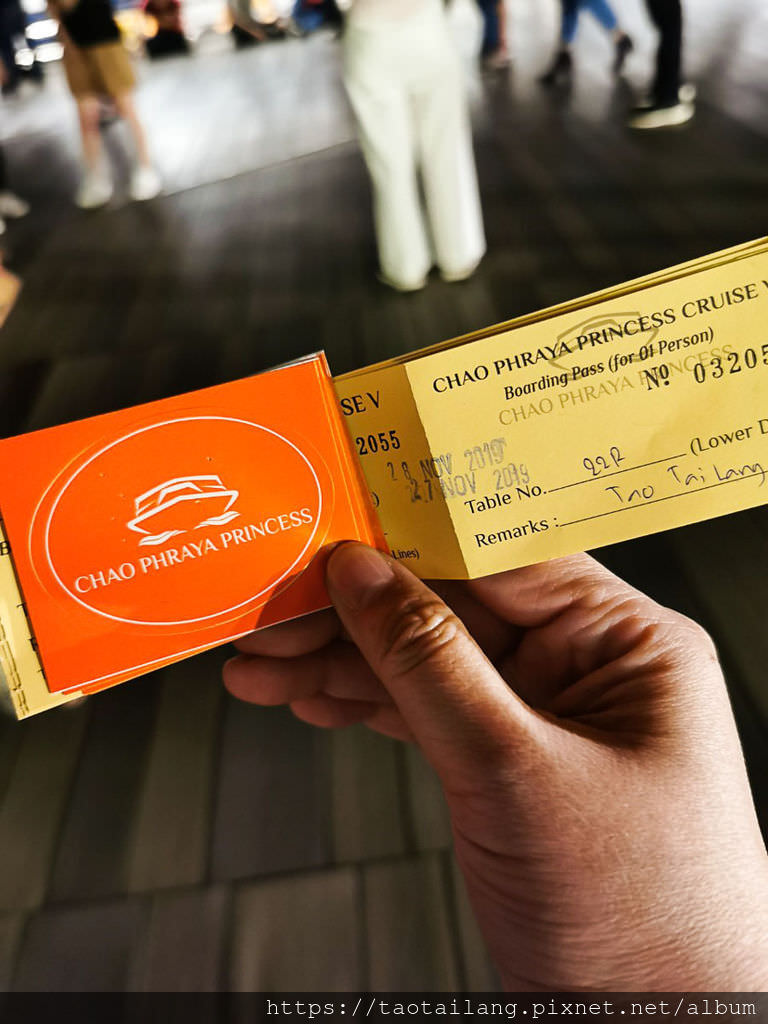 CHAO PHRAYA PRINCESS
SE V
2055
28 NOV 2019
27 NOV 2019
Lines)
CHAO PHRAYA PRINCESS CRUISE V
Boarding Pass (for 01 Person)
CHAO PHRAYA PRINCESS
No 03205
Table No. 22R (Lower D
Remarks : Tao Tai Lang
https://taotailang.pixnet.net/album